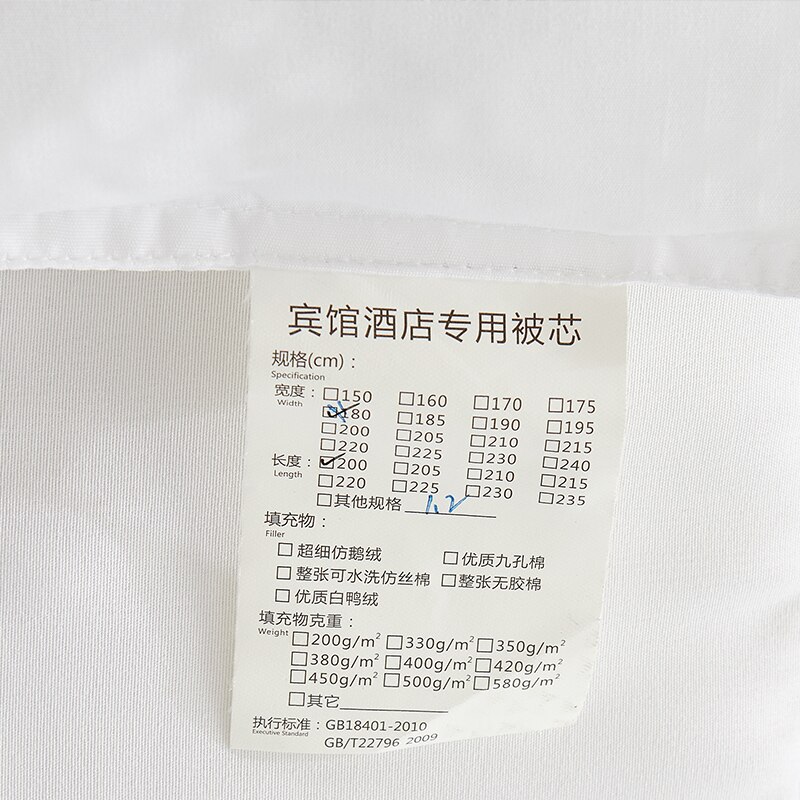 宾馆酒店专用被芯
规格(cm)：
Specification
宽度：☐150 ☐160 ☐170 ☐175
Width
☑180 ☐185 ☐190 ☐195
☐200 ☐205 ☐210 ☐215
☐220 ☐225 ☐230 ☐240
长度：☑200 ☐205 ☐210 ☐215
Length
☐220 ☐225 ☐230 ☐235
☐其他规格 1.2
填充物：
Filler
☐超细仿鹅绒 ☐优质九孔棉
☐整张可水洗仿丝棉 ☐整张无胶棉
☐优质白鸭绒
填充物克重：
Weight ☐200g/m² ☐330g/m² ☐350g/m²
☐380g/m² ☐400g/m² ☐420g/m²
☐450g/m² ☐500g/m² ☐580g/m²
☐其它
执行标准：GB18401-2010
Executive Standard
GB/T22796 2009